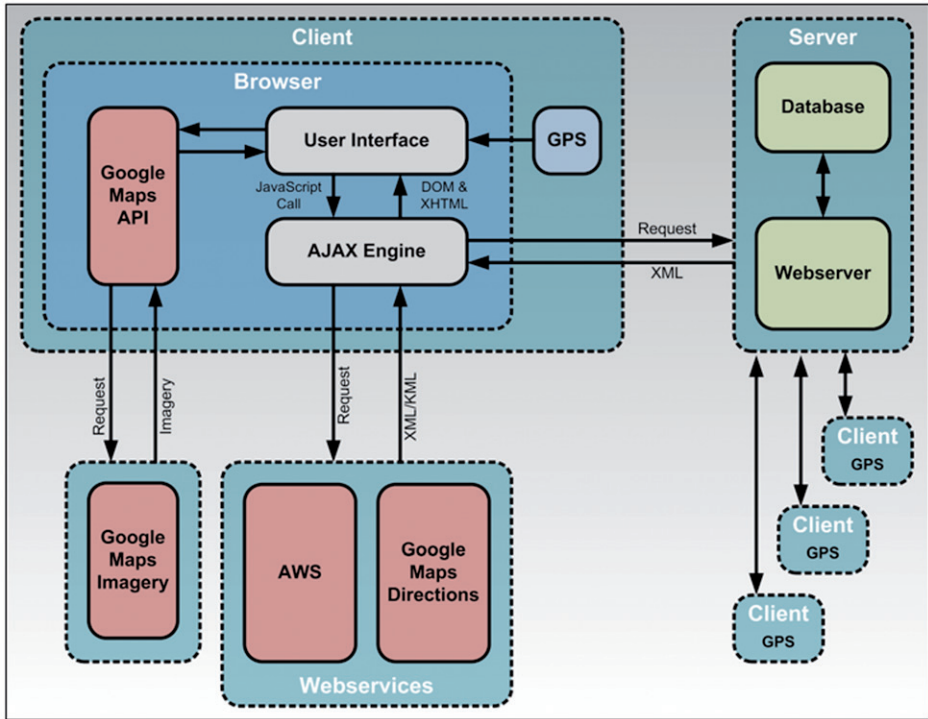 Client
Browser
Google
Maps
API
User Interface
GPS
JavaScript
Call
DOM &
XHTML
AJAX Engine
Request
XML
Server
Database
Webserver
Request
Imagery
Request
XML/KML
Google
Maps
Imagery
AWS
Google
Maps
Directions
Webservices
Client
GPS
Client
GPS
Client
GPS